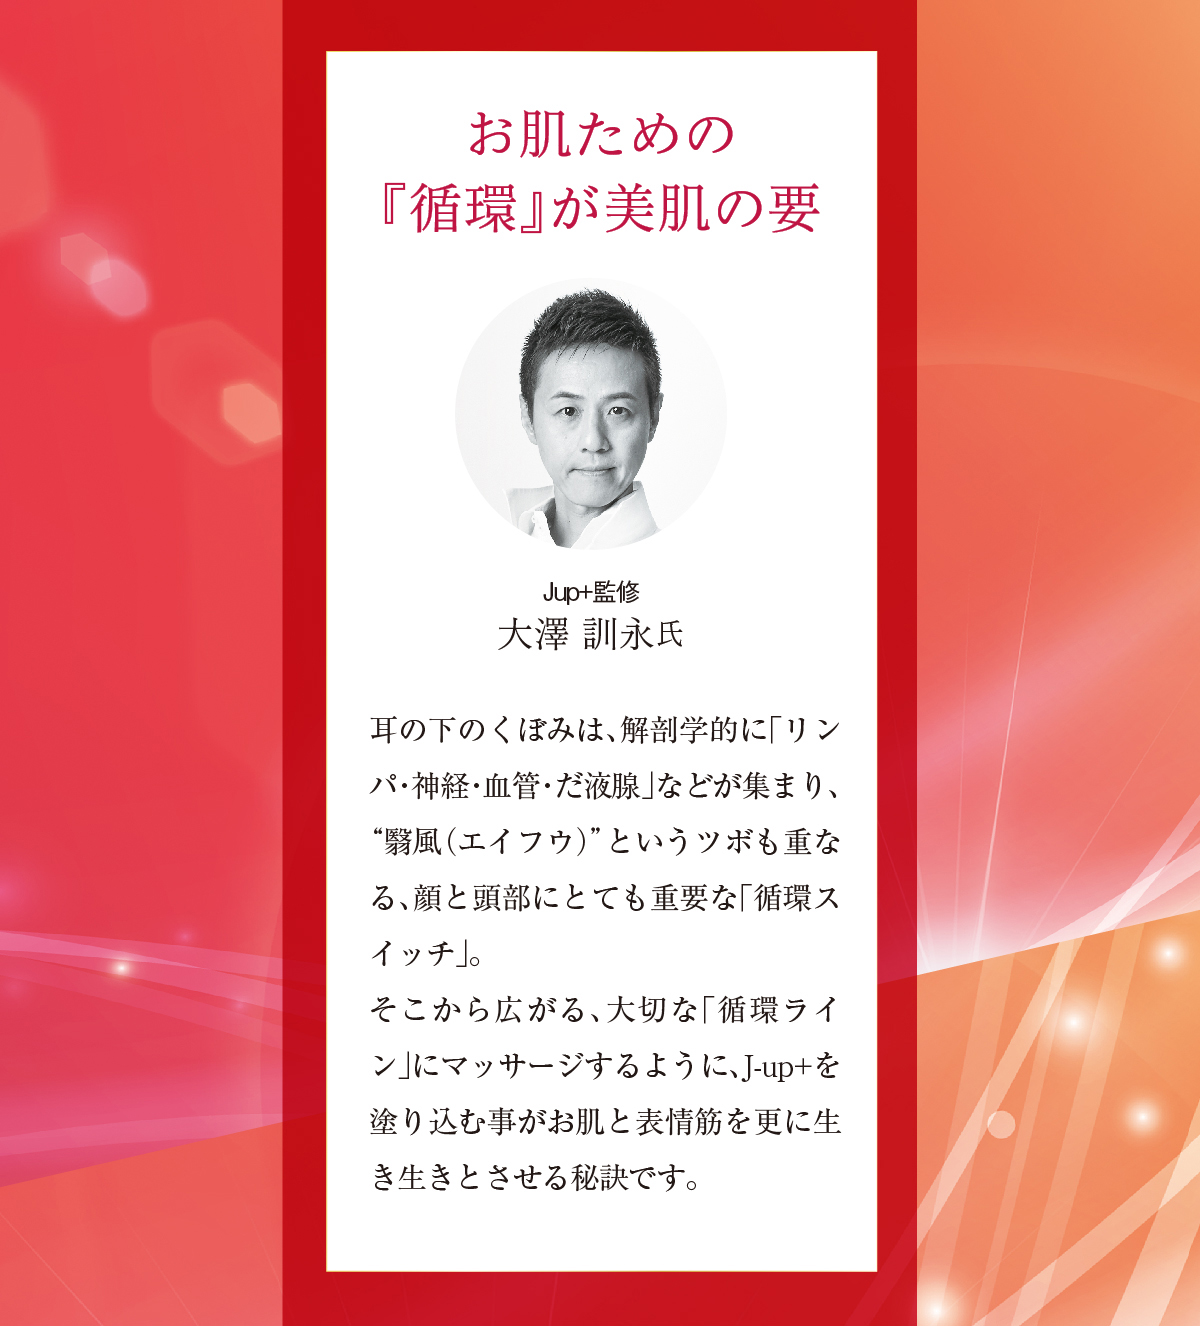 お肌ための
『循環』が美肌の要
Jup+監修
大澤 訓永氏
耳の下のくぼみは、解剖学的に「リン
パ・神経・血管・だ液腺」などが集まり、
“翳風(エイフウ)”というツボも重な
る、顔と頭部にとても重要な「循環ス
イッチ」。
そこから広がる、大切な「循環ライ
ン」にマッサージするように、J-up+を
塗り込む事がお肌と表情筋を更に生
き生きとさせる秘訣です。